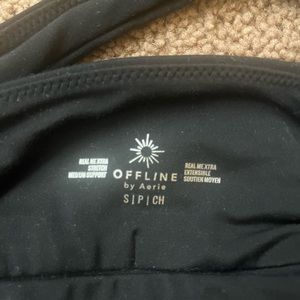 REAL ME XTRA
STRETCH
MEDIUM SUPPORT
OFFLINE
by Aerie
S|P|CH
REAL ME XTRA
EXTENSIBLE
SOUTIEN MOYEN